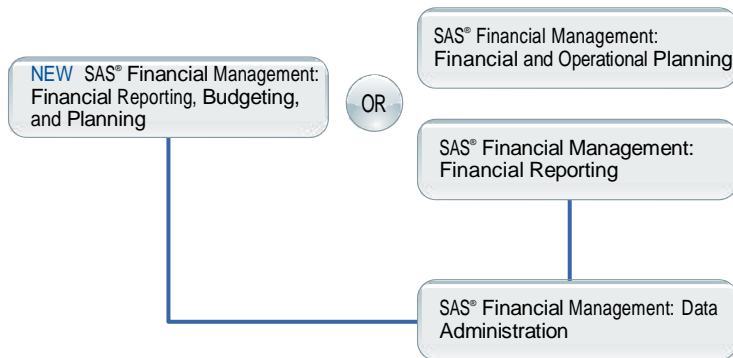 NEW SAS® Financial Management:
Financial Reporting, Budgeting,
and Planning
OR
SAS® Financial Management:
Financial and Operational Planning
SAS® Financial Management:
Financial Reporting
SAS® Financial Management: Data
Administration